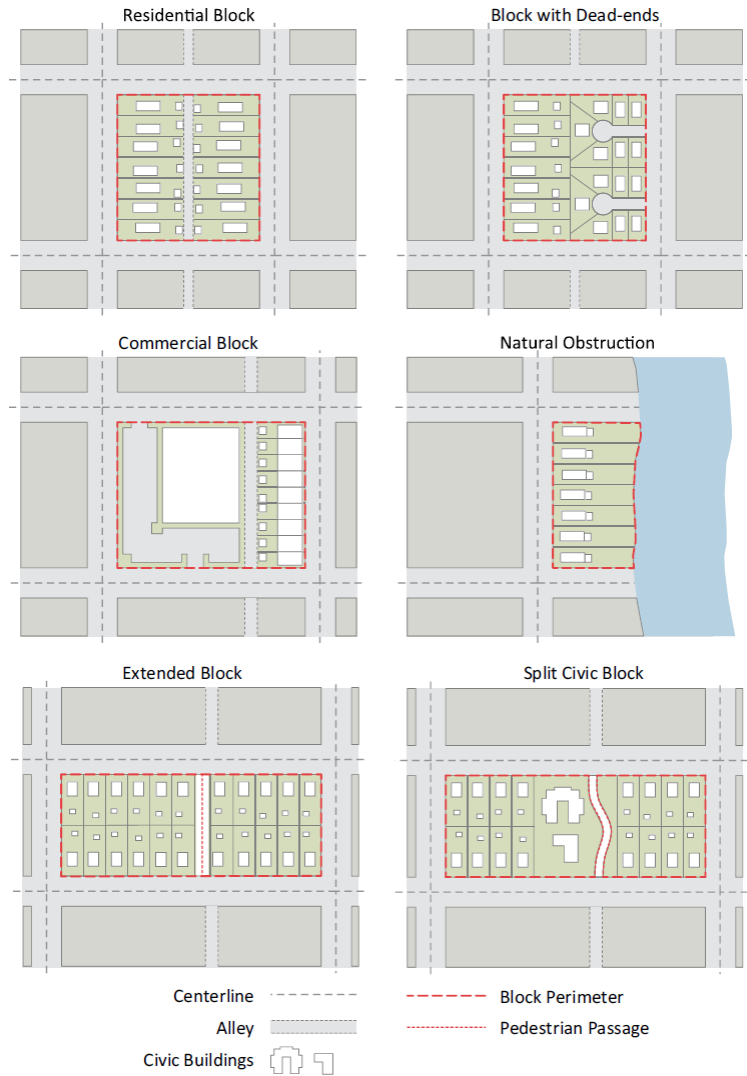 Residential Block
Block with Dead-ends
Commercial Block
Natural Obstruction
Extended Block
Split Civic Block
Centerline
Block Perimeter
Alley
Pedestrian Passage
Civic Buildings